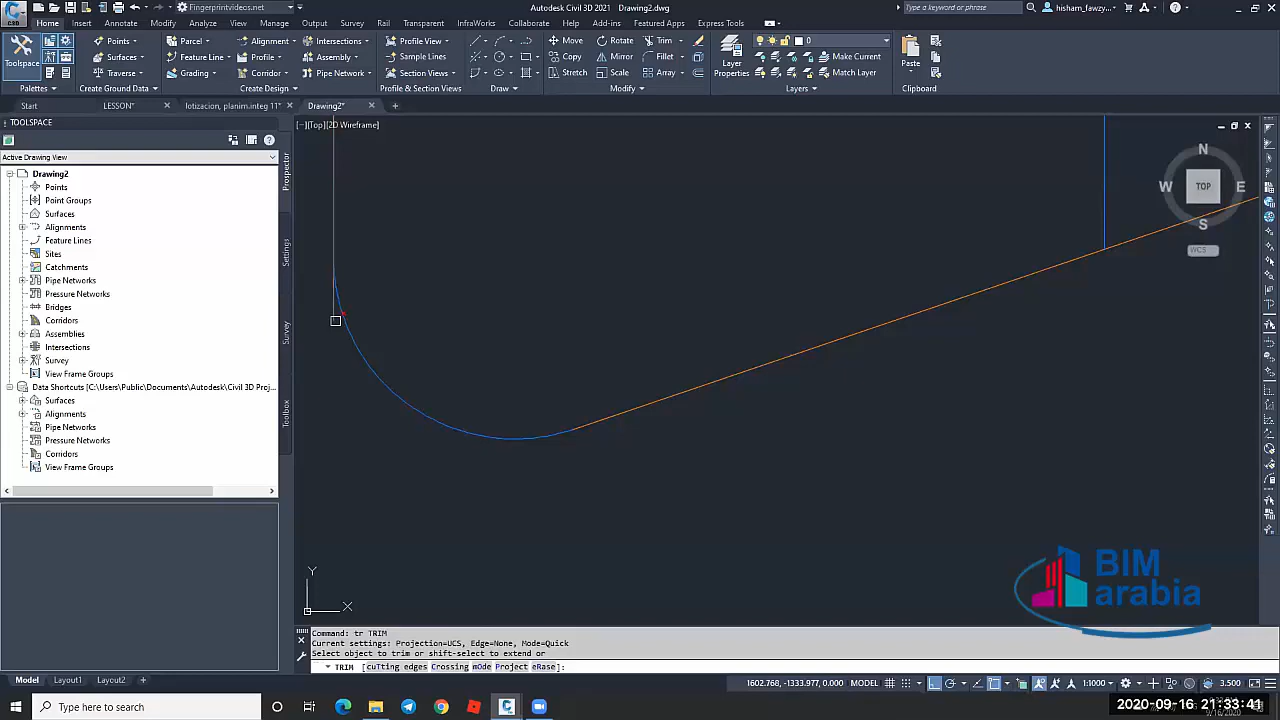 Fingerprintvideos.net
Autodesk Civil 3D 2021 Drawing2.dwg
Type a keyword or phrase
hisham_fawzy...
Home Insert Annotate Modify Analyze View Manage Output Survey Rail Transparent InfraWorks Collaborate Help Add-ins Featured Apps Express Tools
Toolspace
Points
Surfaces
Traverse
Parcel
Feature Line
Grading
Alignment
Profile
Corridor
Intersections
Assembly
Pipe Network
Profile View
Sample Lines
Section Views
Move
Copy
Stretch
Rotate
Mirror
Scale
Trim
Fillet
Array
Layer Properties
0
Make Current
Match Layer
Paste
Palettes
Create Ground Data
Create Design
Profile & Section Views
Draw
Modify
Layers
Clipboard
Start
LESSON*
lotizacion, planim.integ 11*
Drawing2*
TOOLSPACE
Active Drawing View
Drawing2
Points
Point Groups
Surfaces
Alignments
Feature Lines
Sites
Catchments
Pipe Networks
Pressure Networks
Bridges
Corridors
Assemblies
Intersections
Survey
View Frame Groups
Data Shortcuts [C:\Users\Public\Documents\Autodesk\Civil 3D Proj...
Surfaces
Alignments
Pipe Networks
Pressure Networks
Corridors
View Frame Groups
Prospector
Settings
Survey
Toolbox
[−][Top][2D Wireframe]
N
W TOP E
S
WCS
Y
X
BIM
arabia
Command: tr TRIM
Current settings: Projection=UCS, Edge=None, Mode=Quick
Select object to trim or shift-select to extend or
TRIM [cuTting edges Crossing mOde Project eRase]:
Model Layout1 Layout2
1602.768, -1333.977, 0.000 MODEL
1:1000
3.500
Type here to search
2020-09-16 21:33:41